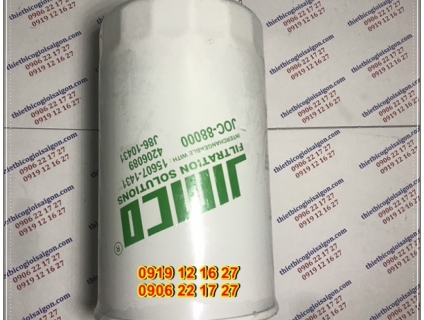 JIMCO
®
FILTRATION SOLUTIONS
JOC-88000
INTERCHANGEABLE WITH :
15607-1431
4206089
J86-10431
0919 12 16 27
0906 22 17 27
thietbicogioisaigon.com
0906 22 17 27
0919 12 16 27